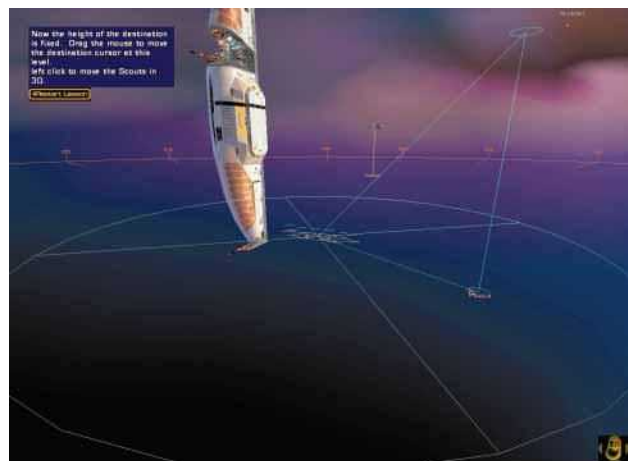 Now the height of the destination
is fixed. Drag the mouse to move
the destination cursor at this
level.
left click to move the Scouts in
3D.
Restart Lesson